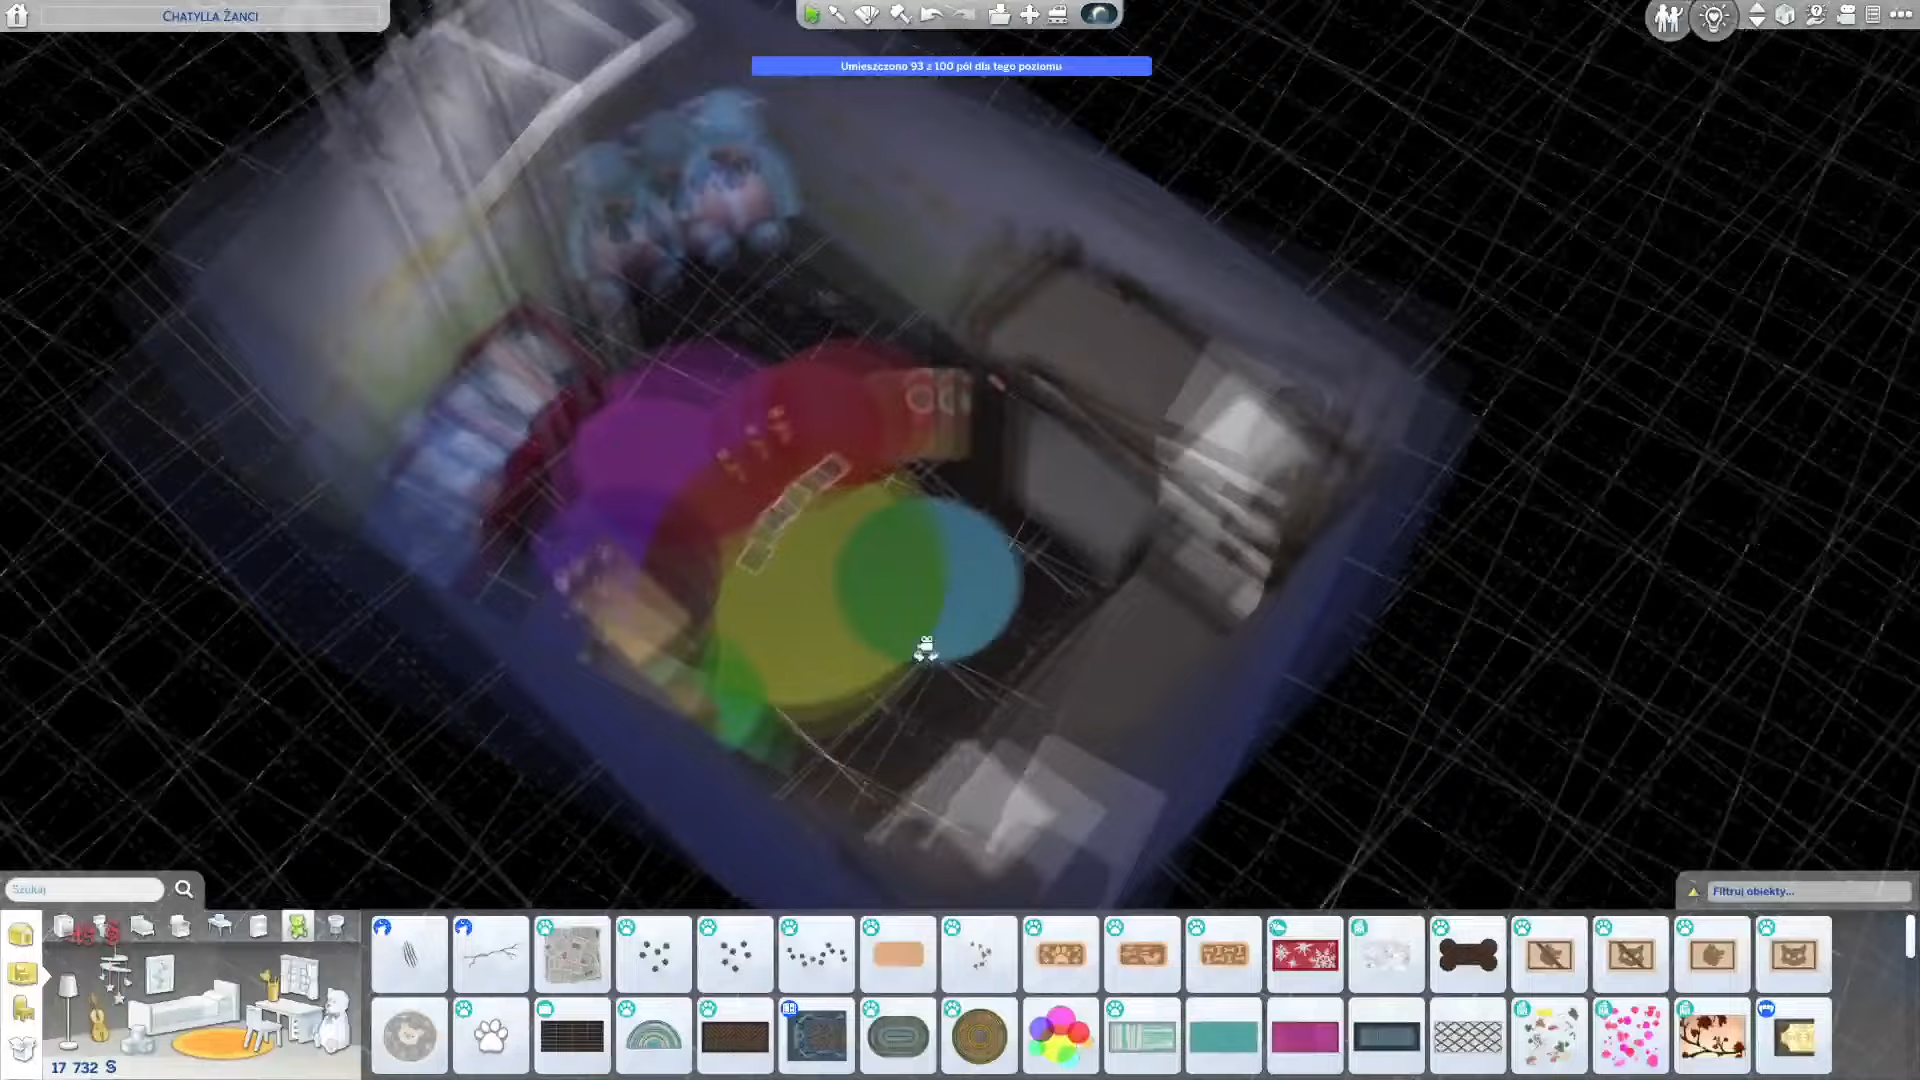 CHATYLLA ŻANCI
Umieszczono 93 z 100 pól dla tego poziomu
Szukaj
Filtruj obiekty...
17 732 §